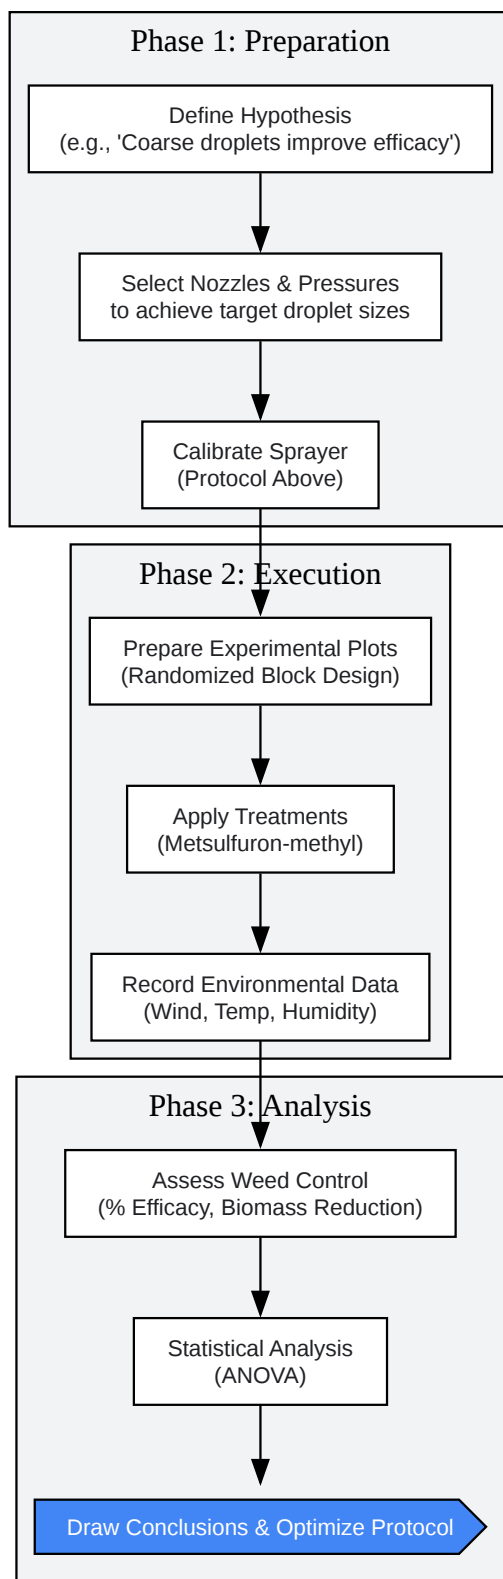 Phase 1: Preparation
Define Hypothesis
(e.g., 'Coarse droplets improve efficacy')
Select Nozzles & Pressures
to achieve target droplet sizes
Calibrate Sprayer
(Protocol Above)
Phase 2: Execution
Prepare Experimental Plots
(Randomized Block Design)
Apply Treatments
(Metsulfuron-methyl)
Record Environmental Data
(Wind, Temp, Humidity)
Phase 3: Analysis
Assess Weed Control
(% Efficacy, Biomass Reduction)
Statistical Analysis
(ANOVA)
Draw Conclusions & Optimize Protocol